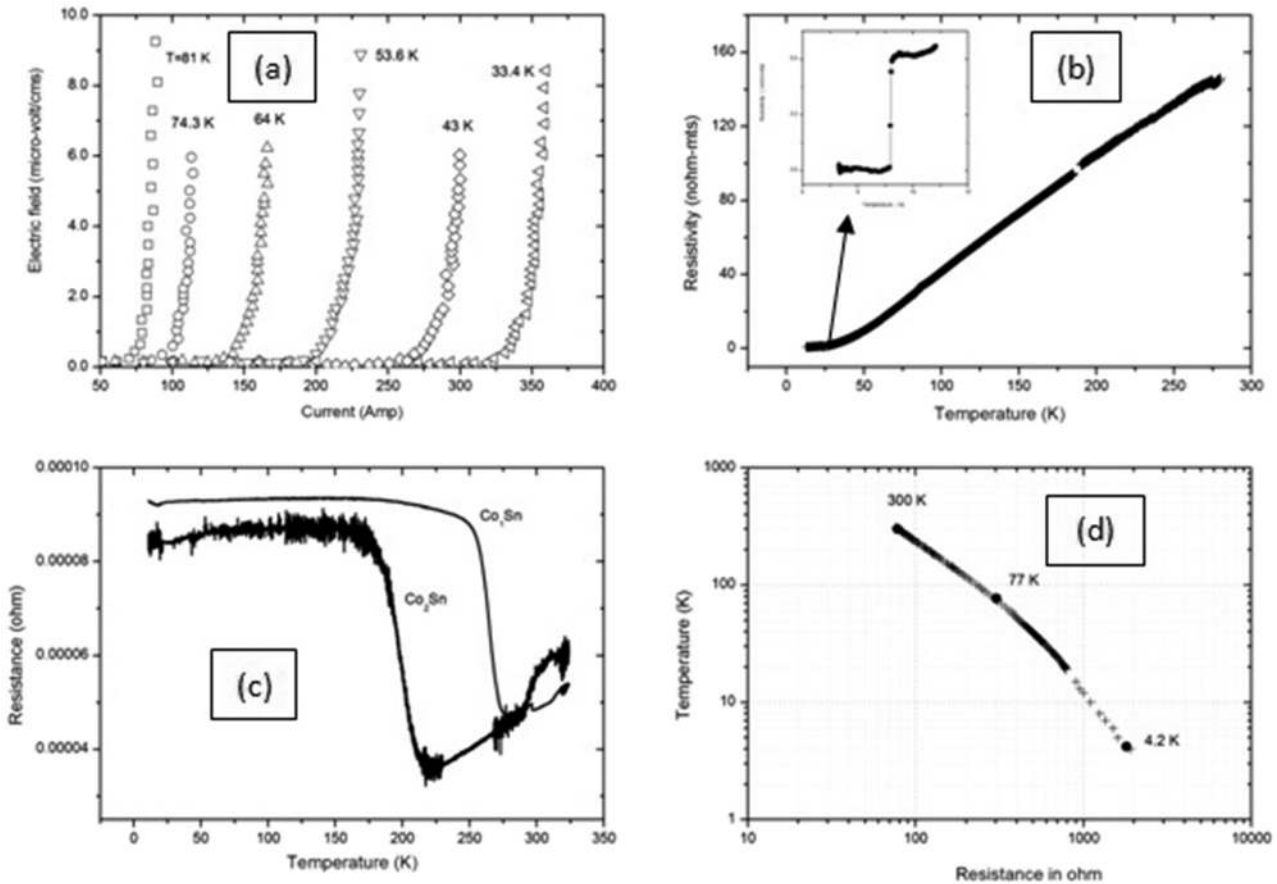 10.0
8.0
6.0
4.0
2.0
0.0
Electric field (micro-volt/cms)
T=81 K
(a)
53.6 K
33.4 K
74.3 K
64 K
43 K
50 100 150 200 250 300 350 400
Current (Amp)
160
120
80
40
0
Resistivity (nohm-mts)
(b)
0 50 100 150 200 250 300
Temperature (K)
0.00010
0.00008
0.00006
0.00004
Resistance (ohm)
Co1Sn
Co2Sn
(c)
0 50 100 150 200 250 300 350
Temperature (K)
1000
100
10
1
Temperature (K)
300 K
(d)
77 K
4.2 K
10 100 1000 10000
Resistance in ohm